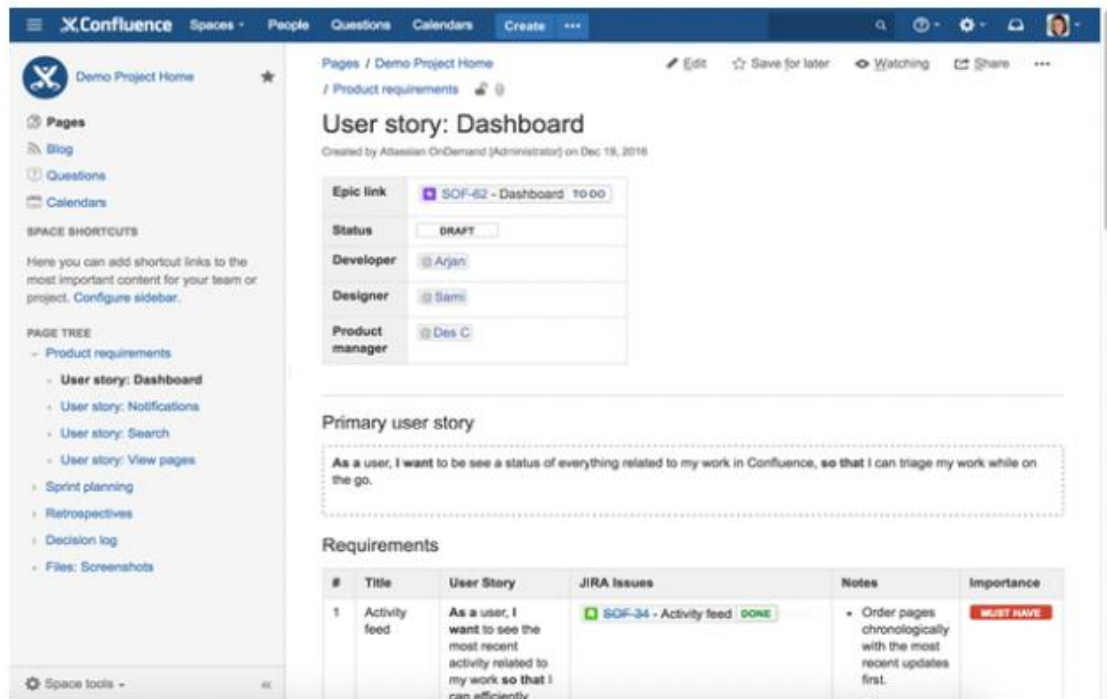 Confluence Spaces People Questions Calendars Create
Demo Project Home
Pages
Blog
Questions
Calendars
SPACE SHORTCUTS
Here you can add shortcut links to the
most important content for your team or
project. Configure sidebar.
PAGE TREE
Product requirements
User story: Dashboard
User story: Notifications
User story: Search
User story: View pages
Sprint planning
Retrospectives
Decision log
Files: Screenshots
Space tools
Pages / Demo Project Home
/ Product requirements
Edit Save for later Watching Share
User story: Dashboard
Created by Atlassian OnDemand [Administrator] on Dec 19, 2016
Epic link SOF-62 - Dashboard TO DO
Status DRAFT
Developer @ Arjan
Designer @ Sami
Product
manager
@ Des C
Primary user story
As a user, I want to be see a status of everything related to my work in Confluence, so that I can triage my work while on
the go.
Requirements
# Title User Story JIRA Issues Notes Importance
1
Activity
feed
As a user, I
want to see the
most recent
activity related to
my work so that I
can efficiently
SOF-34 - Activity feed DONE
Order pages
chronologically
with the most
recent updates
first.
MUST HAVE